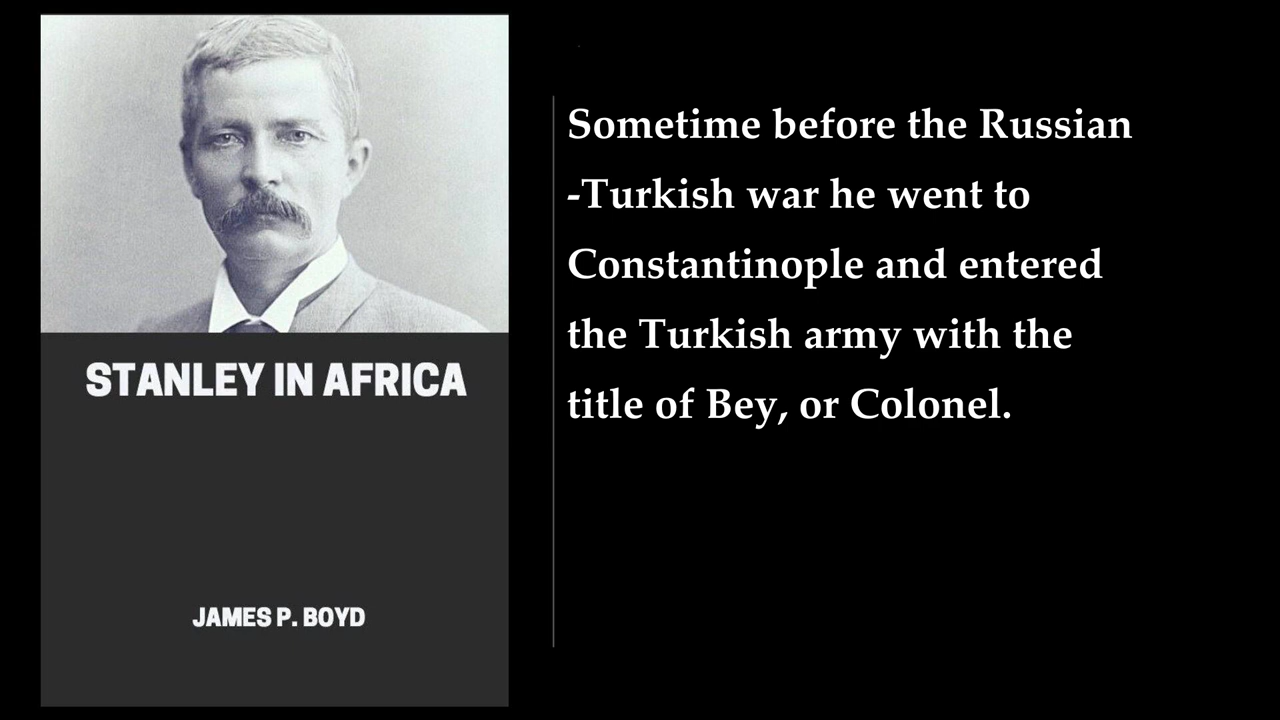 STANLEY IN AFRICA
JAMES P. BOYD
Sometime before the Russian
-Turkish war he went to
Constantinople and entered
the Turkish army with the
title of Bey, or Colonel.